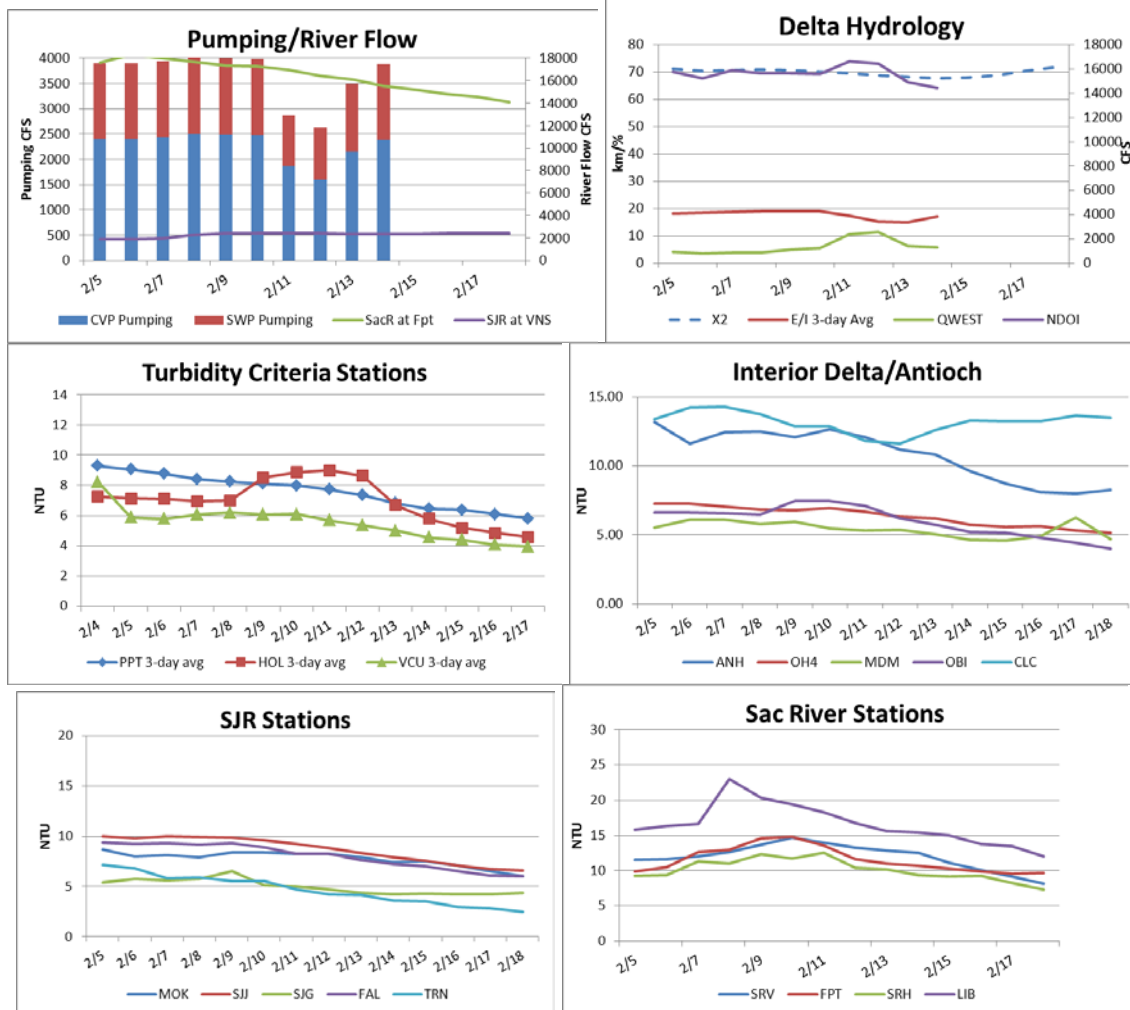 Pumping/River Flow
4000
3500
3000
2500
2000
1500
1000
500
0
Pumping CFS
18000
16000
14000
12000
10000
8000
6000
4000
2000
0
River Flow CFS
2/5 2/7 2/9 2/11 2/13 2/15 2/17
CVP Pumping SWP Pumping SacR at Fpt SJR at VNS
Delta Hydrology
80
70
60
50
40
30
20
10
0
km/%
18000
16000
14000
12000
10000
8000
6000
4000
2000
0
CFS
2/5 2/7 2/9 2/11 2/13 2/15 2/17
X2 E/I 3-day Avg QWEST NDOI
Turbidity Criteria Stations
14
12
10
8
6
4
2
0
NTU
2/4 2/5 2/6 2/7 2/8 2/9 2/10 2/11 2/12 2/13 2/14 2/15 2/16 2/17
PPT 3-day avg HOL 3-day avg VCU 3-day avg
Interior Delta/Antioch
15.00
10.00
5.00
0.00
NTU
2/5 2/6 2/7 2/8 2/9 2/10 2/11 2/12 2/13 2/14 2/15 2/16 2/17 2/18
ANH OH4 MDM OBI CLC
SJR Stations
20
15
10
5
0
NTU
2/5 2/6 2/7 2/8 2/9 2/10 2/11 2/12 2/13 2/14 2/15 2/16 2/17 2/18
MOK SJJ SJG FAL TRN
Sac River Stations
30
25
20
15
10
5
0
NTU
2/5 2/7 2/9 2/11 2/13 2/15 2/17
SRV FPT SRH LIB